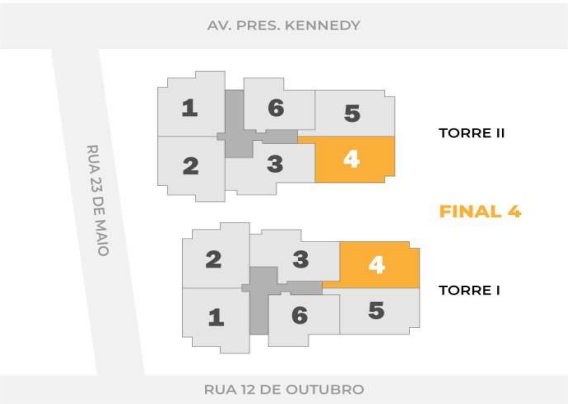 AV. PRES. KENNEDY
1
6
5
TORRE II
2
3
4
RUA 23 DE MAIO
FINAL 4
2
3
4
TORRE I
1
6
5
RUA 12 DE OUTUBRO